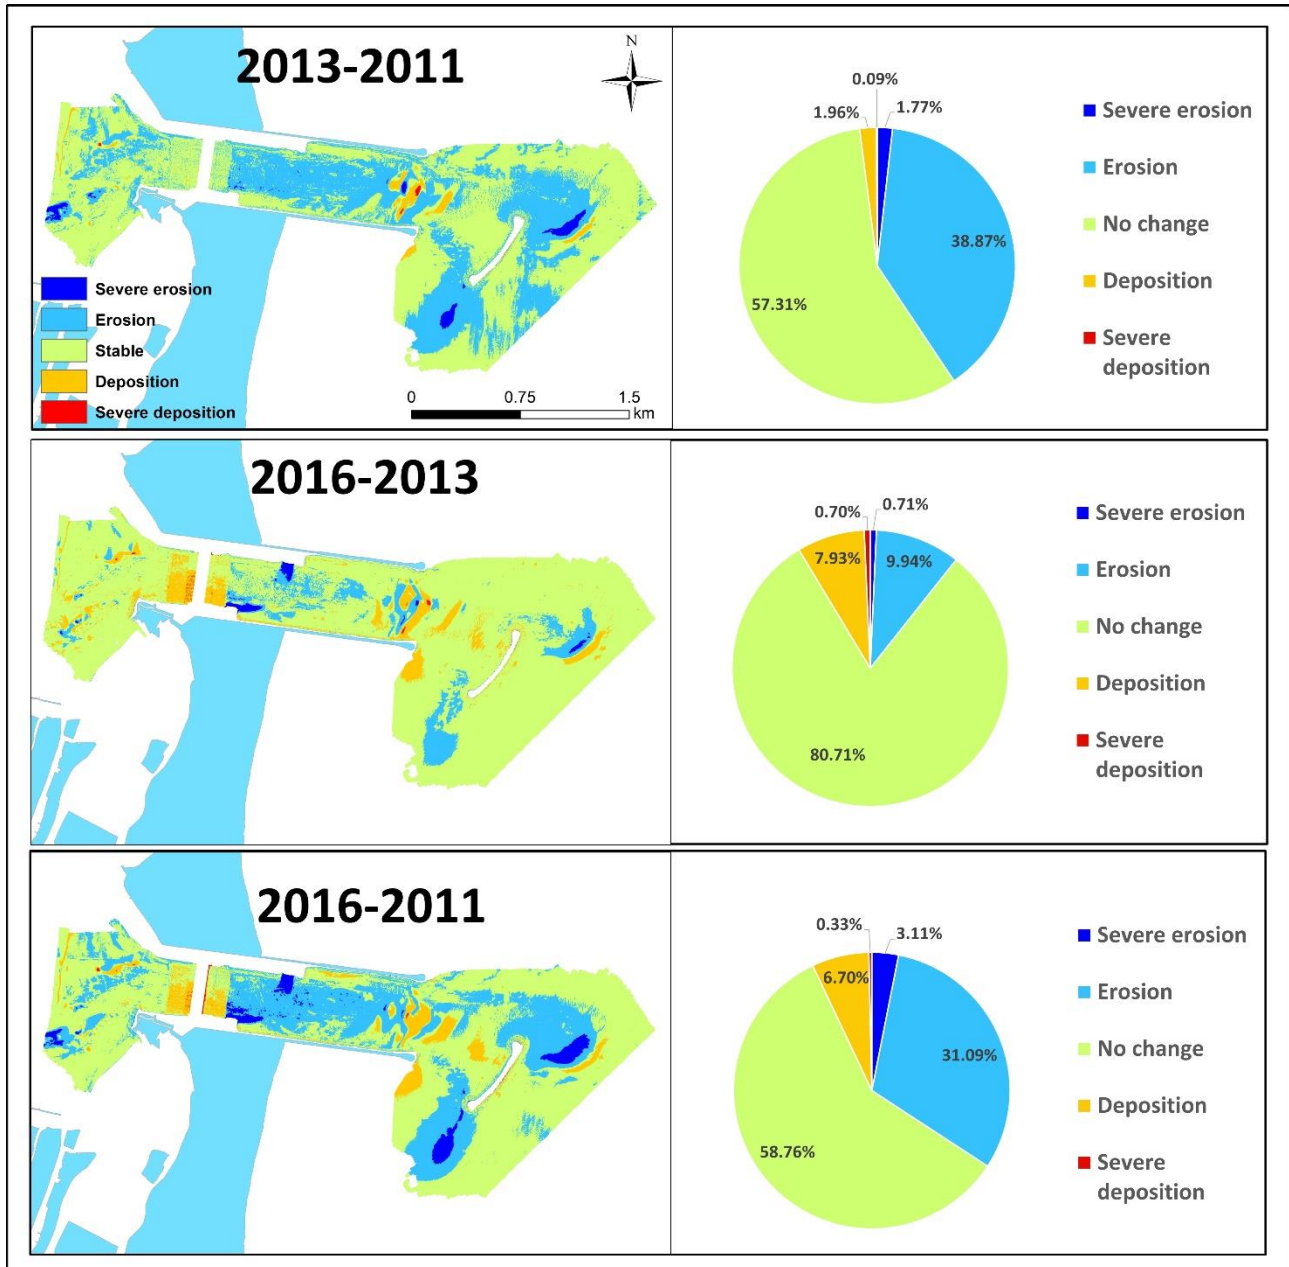 2013-2011
N
Severe erosion
Erosion
Stable
Deposition
Severe deposition
0 0.75 1.5
km
0.09%
1.96% 1.77%
38.87%
57.31%
Severe erosion
Erosion
No change
Deposition
Severe
deposition
2016-2013
0.70% 0.71%
7.93% 9.94%
80.71%
Severe erosion
Erosion
No change
Deposition
Severe
deposition
2016-2011
0.33% 3.11%
6.70%
31.09%
58.76%
Severe erosion
Erosion
No change
Deposition
Severe
deposition